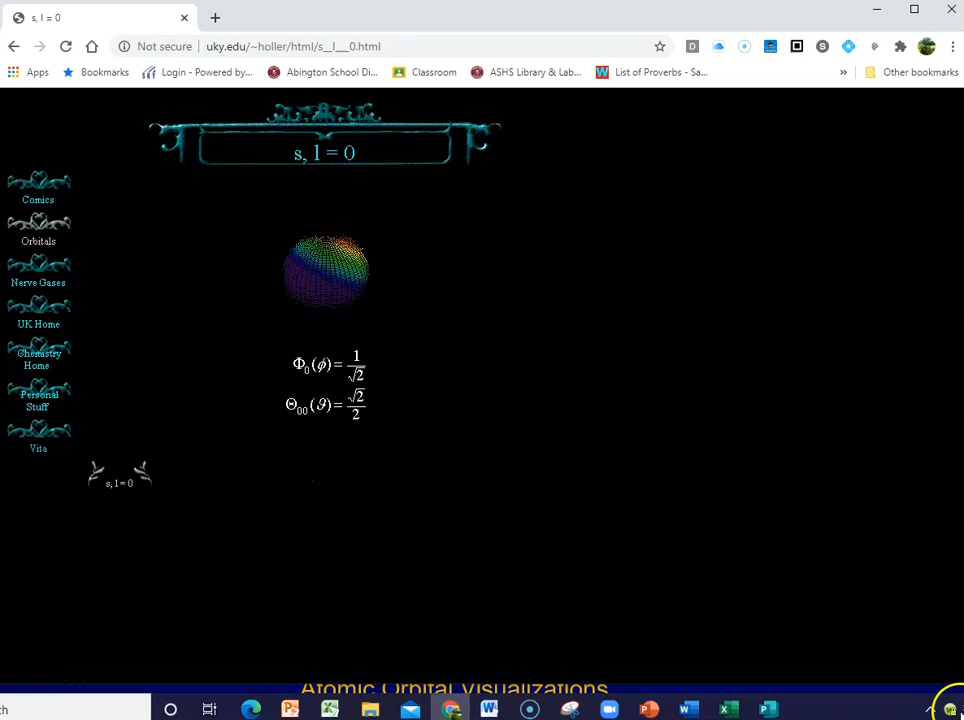 s, l = 0
Not secure uky.edu/~holler/html/s__l__0.html
Apps Bookmarks Login - Powered by... Abington School Di... Classroom ASHS Library & Lab... List of Proverbs - Sa... » Other bookmarks
s, l = 0
Comics
Orbitals
Nerve Gases
UK Home
Chemistry
Home
Personal
Stuff
Vita
Φ₀(ϕ) = 1/√2
Θ₀₀(ϑ) = √2/2
s, l = 0
Atomic Orbital Visualizations
ch